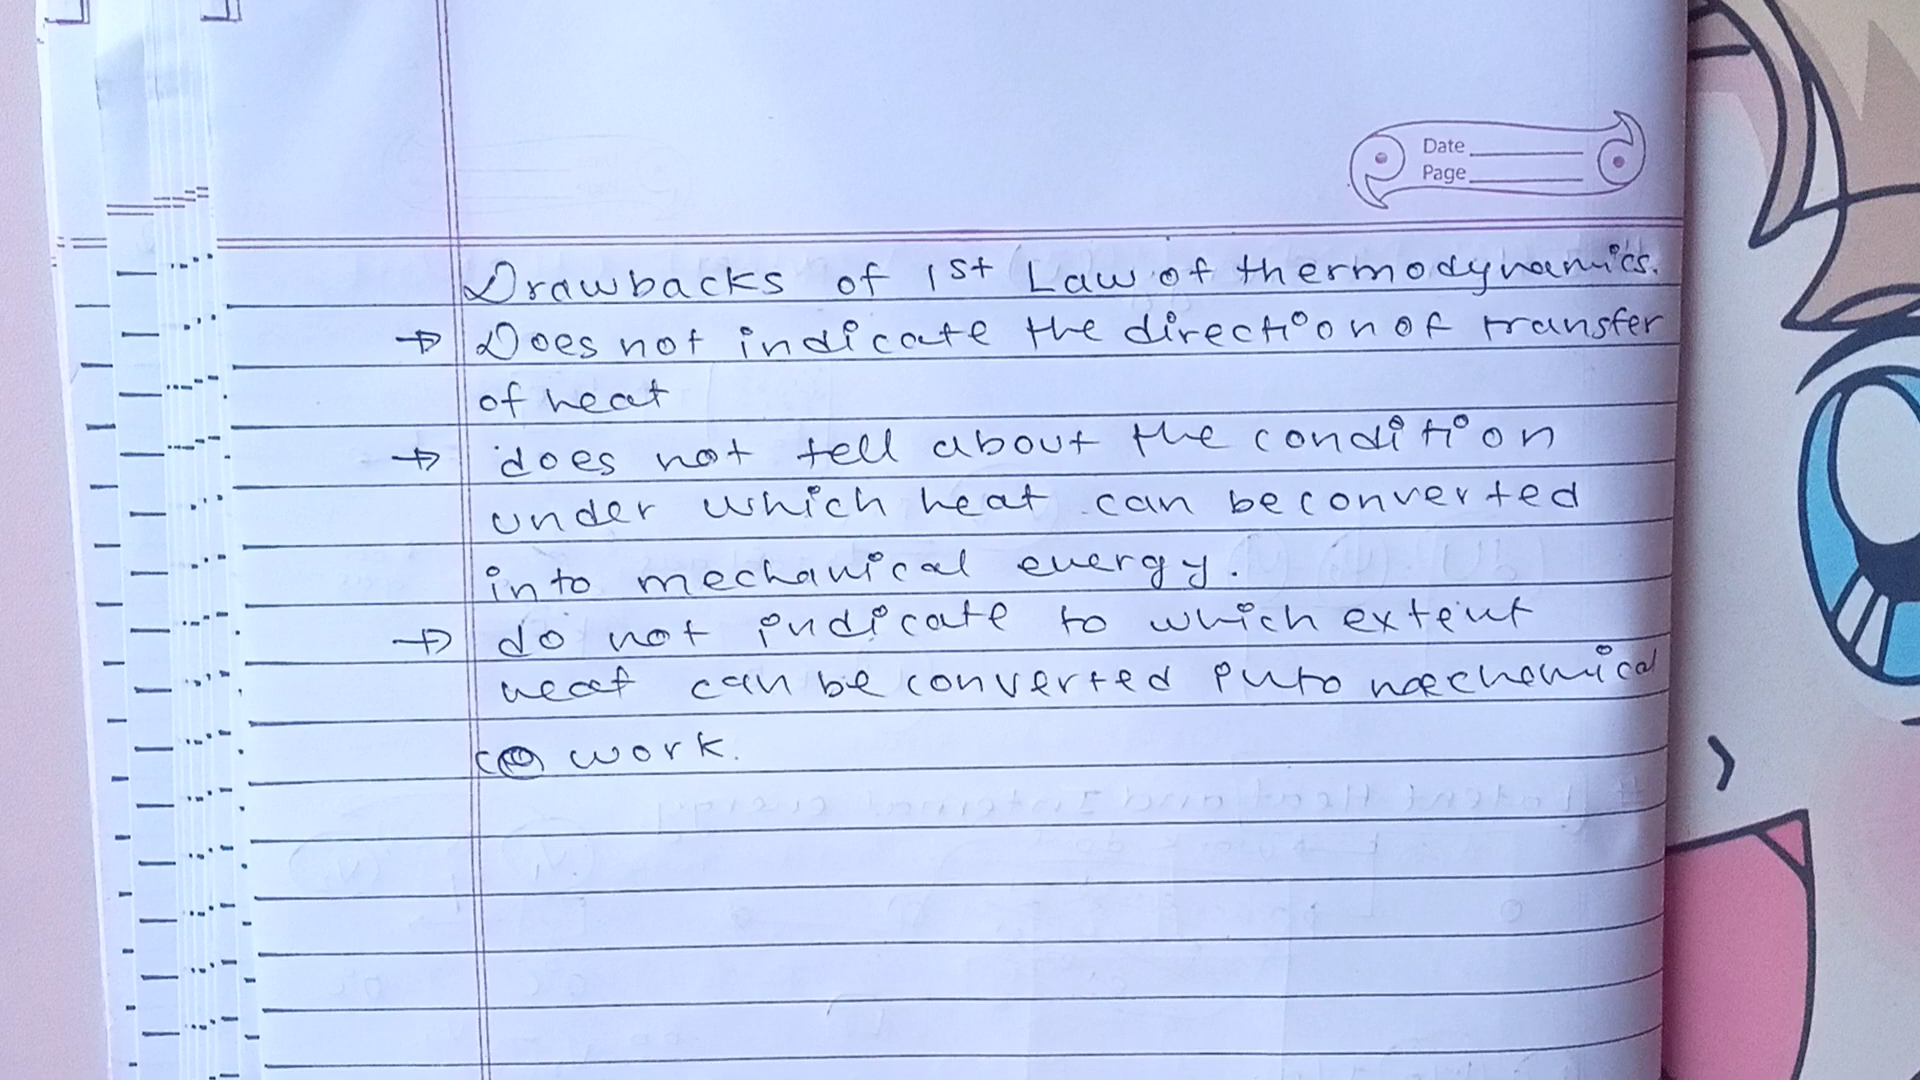 Date
Page
Drawbacks of 1st Law of thermodynamics.
→ Does not indicate the direction of transfer
of heat
→ does not tell about the condition
under which heat can be converted
into mechanical energy.
→ do not indicate to which extent
heat can be converted into mechanical
work.